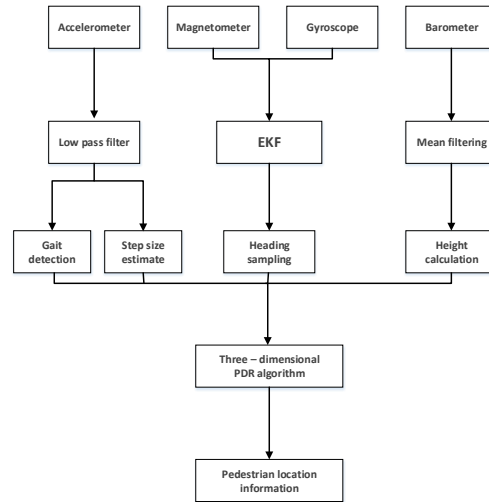 Accelerometer
Magnetometer
Gyroscope
Barometer
Low pass filter
EKF
Mean filtering
Gait
detection
Step size
estimate
Heading
sampling
Height
calculation
Three – dimensional
PDR algorithm
Pedestrian location
information